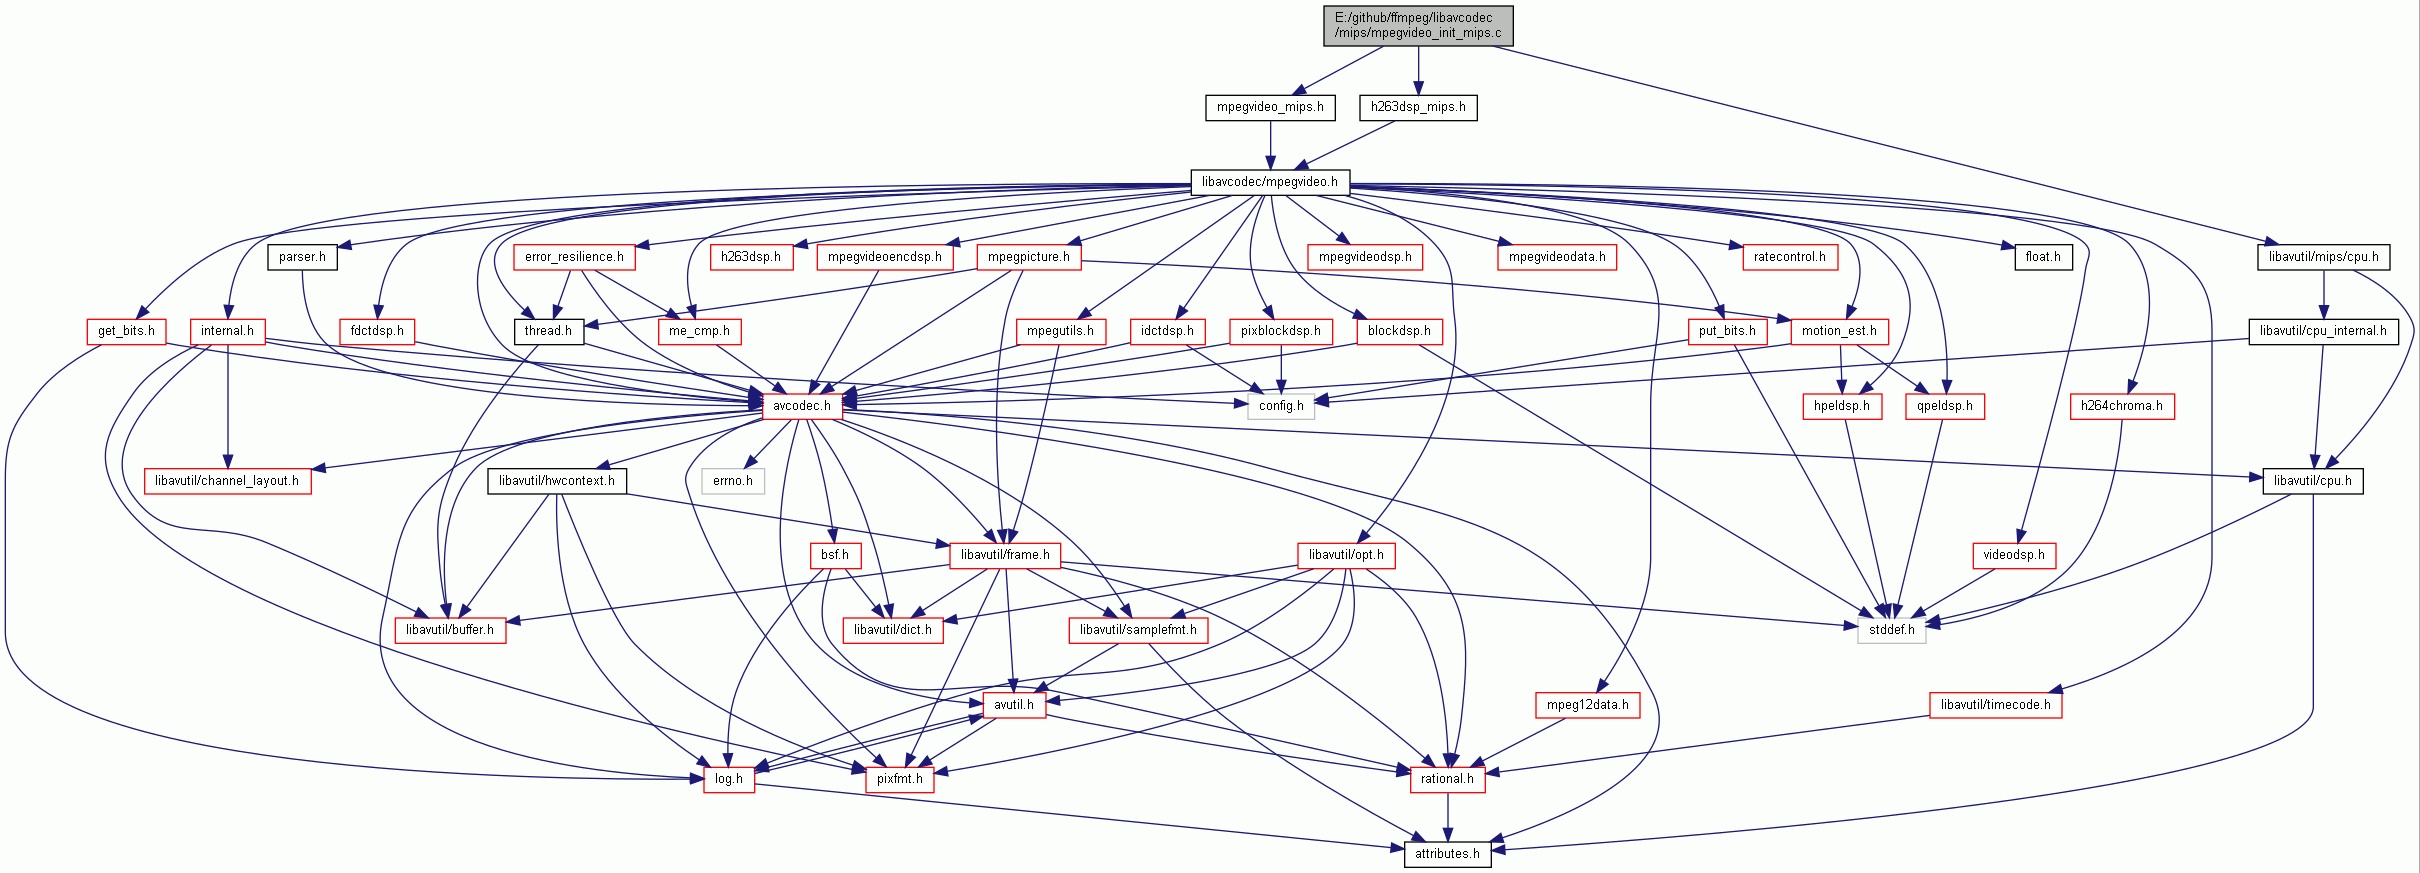 E:/github/ffmpeg/libavcodec
/mips/mpegvideo_init_mips.c
mpegvideo_mips.h
h263dsp_mips.h
libavcodec/mpegvideo.h
parser.h
error_resilience.h
h263dsp.h
mpegvideoencdsp.h
mpegpicture.h
mpegvideodsp.h
mpegvideodata.h
ratecontrol.h
float.h
libavutil/mips/cpu.h
get_bits.h
internal.h
fdctdsp.h
thread.h
me_cmp.h
mpegutils.h
idctdsp.h
pixblockdsp.h
blockdsp.h
put_bits.h
motion_est.h
libavutil/cpu_internal.h
avcodec.h
config.h
hpeldsp.h
qpeldsp.h
h264chroma.h
libavutil/channel_layout.h
libavutil/hwcontext.h
errno.h
libavutil/cpu.h
bsf.h
libavutil/frame.h
libavutil/opt.h
videodsp.h
libavutil/buffer.h
libavutil/dict.h
libavutil/samplefmt.h
stddef.h
avutil.h
mpeg12data.h
libavutil/timecode.h
log.h
pixfmt.h
rational.h
attributes.h